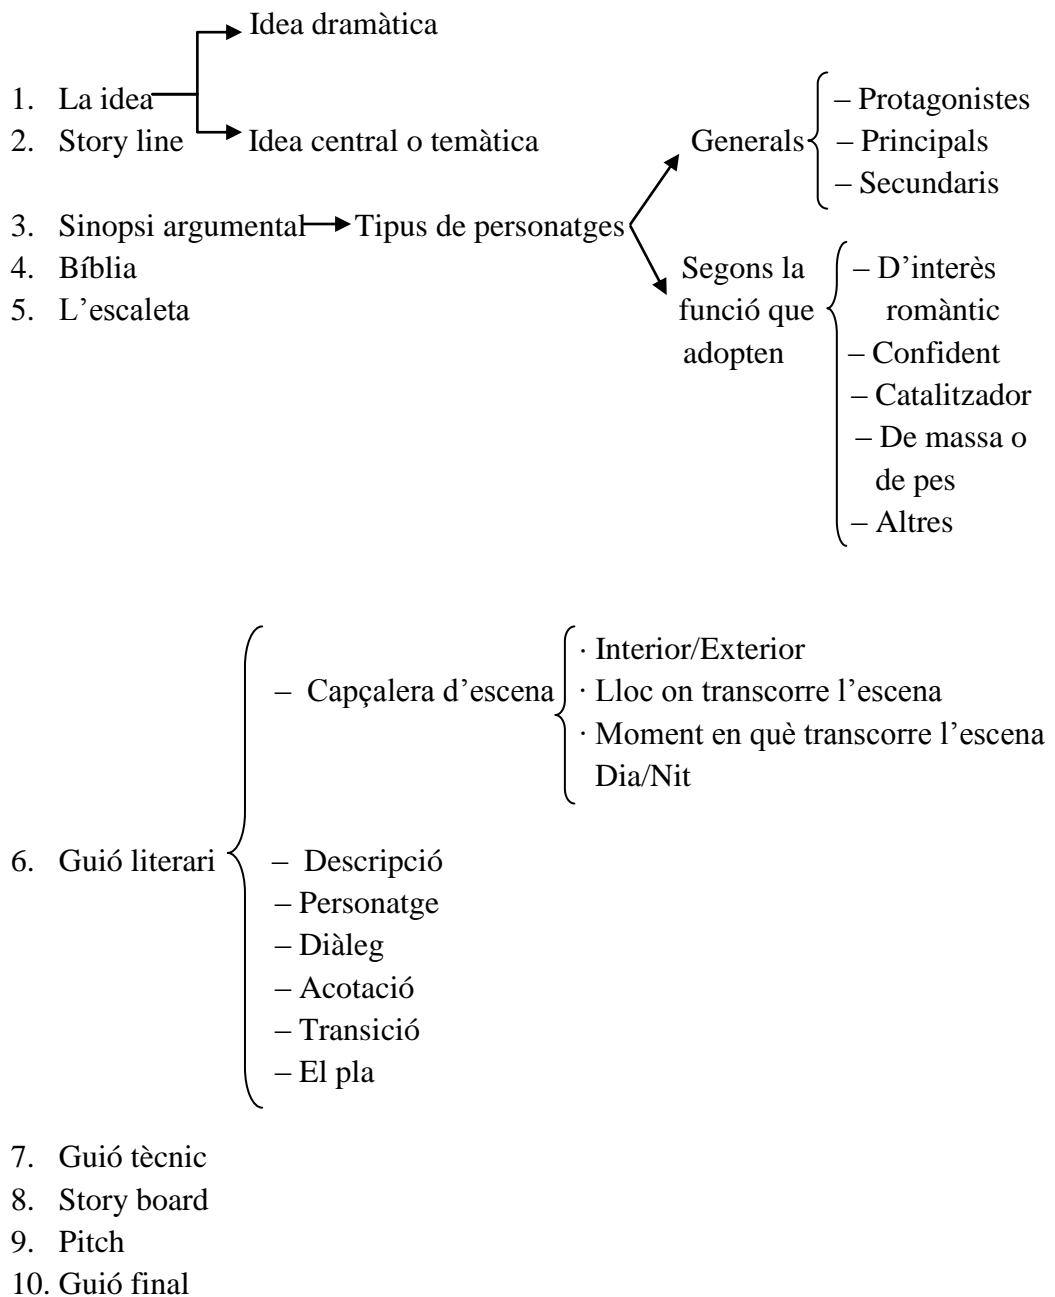 Idea dramàtica
1. La idea
– Protagonistes
2. Story line
Idea central o temàtica
Generals
– Principals
– Secundaris
3. Sinopsi argumental
Tipus de personatges
4. Bíblia
Segons la
– D’interès
5. L’escaleta
funció que
romàntic
adopten
– Confident
– Catalitzador
– De massa o
de pes
– Altres
· Interior/Exterior
– Capçalera d’escena
· Lloc on transcorre l’escena
· Moment en què transcorre l’escena
Dia/Nit
6. Guió literari
– Descripció
– Personatge
– Diàleg
– Acotació
– Transició
– El pla
7. Guió tècnic
8. Story board
9. Pitch
10. Guió final